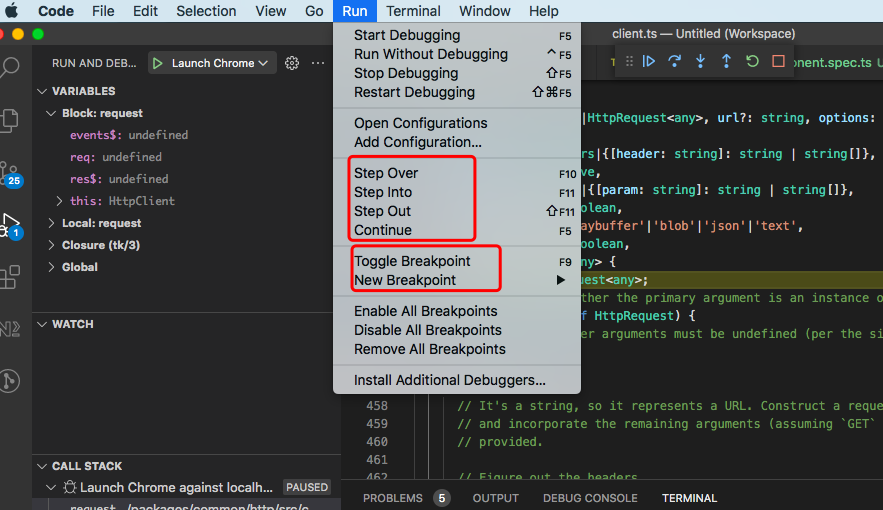 Code File Edit Selection View Go Run Terminal Window Help
client.ts — Untitled (Workspace)
RUN AND DEB... Launch Chrome ...
onent.spec.ts U
VARIABLES
Block: request
events$: undefined
req: undefined
res$: undefined
this: HttpClient
Local: request
Closure (tk/3)
Global
25
1
WATCH
CALL STACK
Launch Chrome against localh... PAUSED
request ./packages/common/http/src/c...
Start Debugging F5
Run Without Debugging ^ F5
Stop Debugging ⇧F5
Restart Debugging ⇧⌘F5
Open Configurations
Add Configuration...
Step Over F10
Step Into F11
Step Out ⇧F11
Continue F5
Toggle Breakpoint F9
New Breakpoint ▶
Enable All Breakpoints
Disable All Breakpoints
Remove All Breakpoints
Install Additional Debuggers...
|HttpRequest<any>, url?: string, options:
rs|{[header: string]: string | string[]},
ve,
|{[param: string]: string | string[]},
olean,
aybuffer'|'blob'|'json'|'text',
oolean,
ny> {
uest<any>;
ther the primary argument is an instance o
f HttpRequest) {
er arguments must be undefined (per the si
458 // It's a string, so it represents a URL. Construct a reque
459 // and incorporate the remaining arguments (assuming `GET`
460 // provided.
461
462 // Figure out the headers
PROBLEMS 5 OUTPUT DEBUG CONSOLE TERMINAL